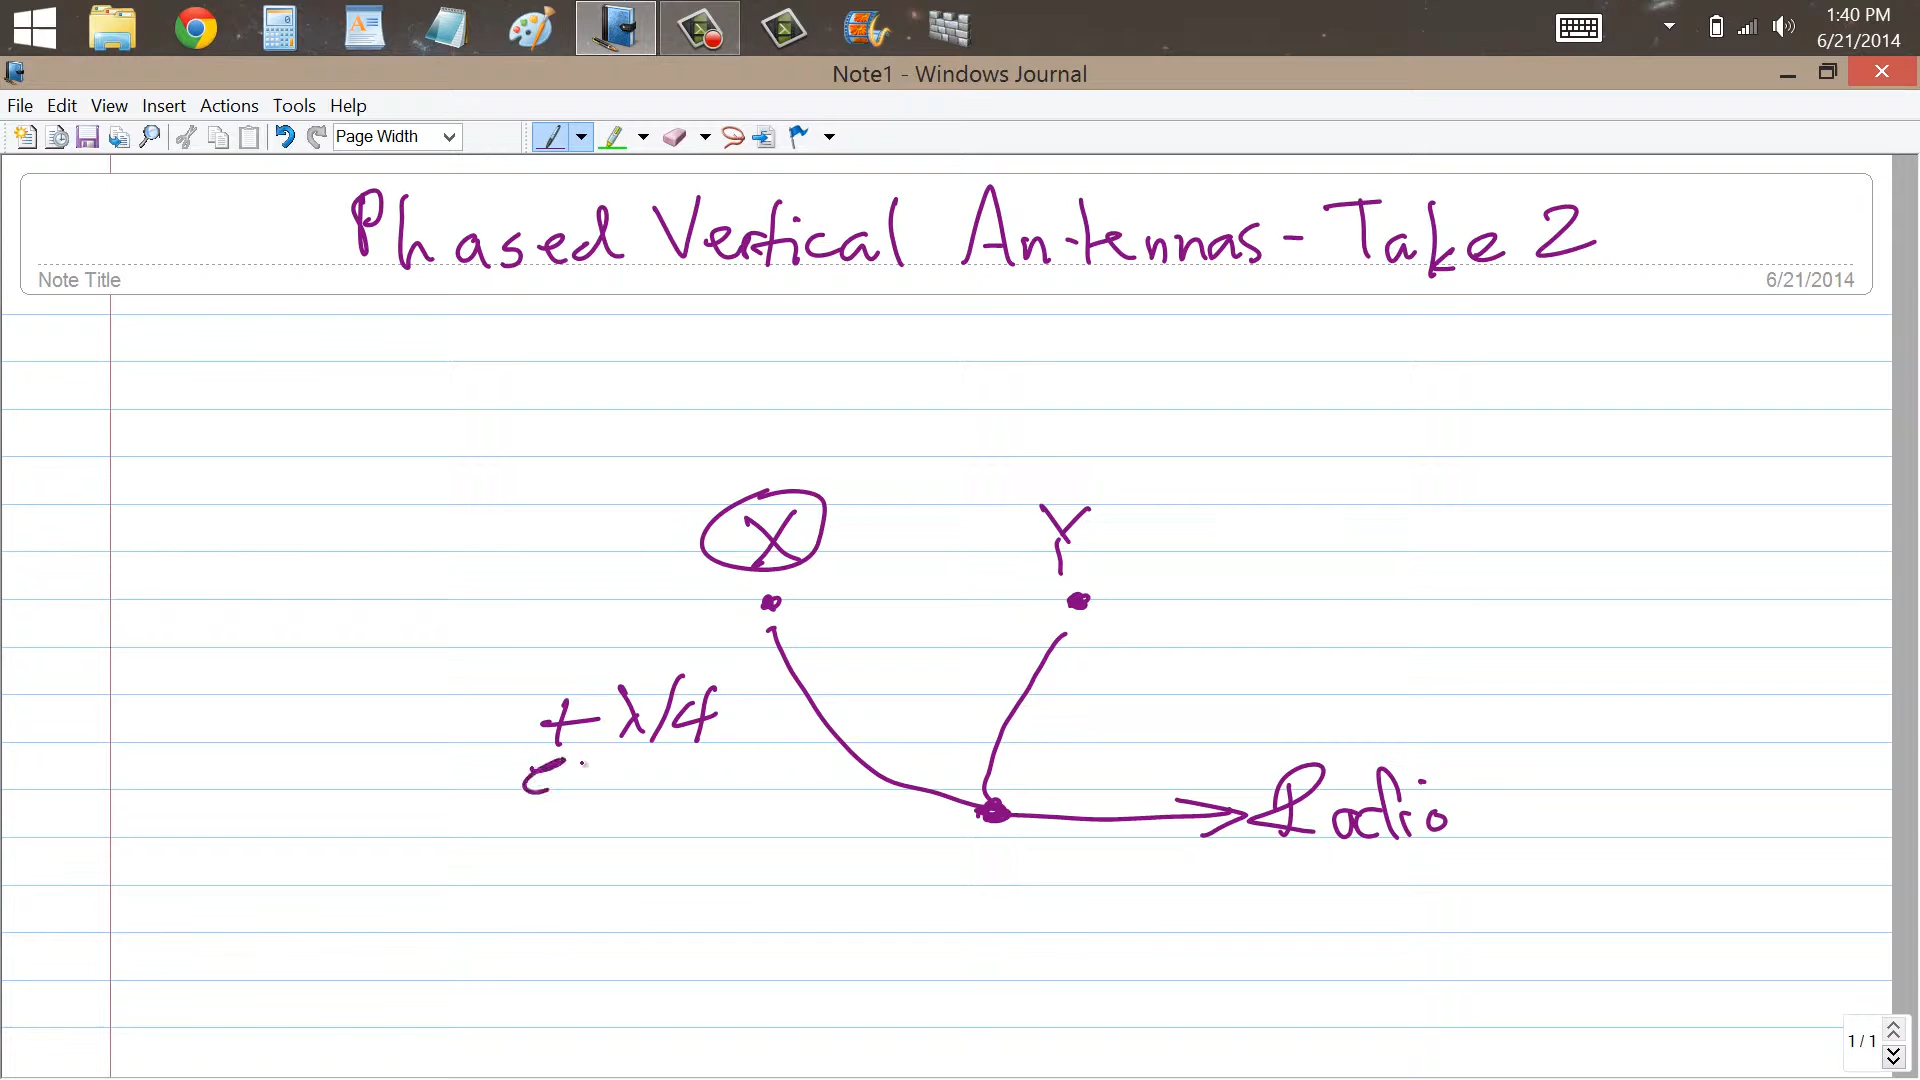 1:40 PM
6/21/2014
Note1 - Windows Journal
File Edit View Insert Actions Tools Help
Page Width
Phased Vertical Antennas - Take 2
Note Title 6/21/2014
X Y
+ λ/4
Radio
1 / 1